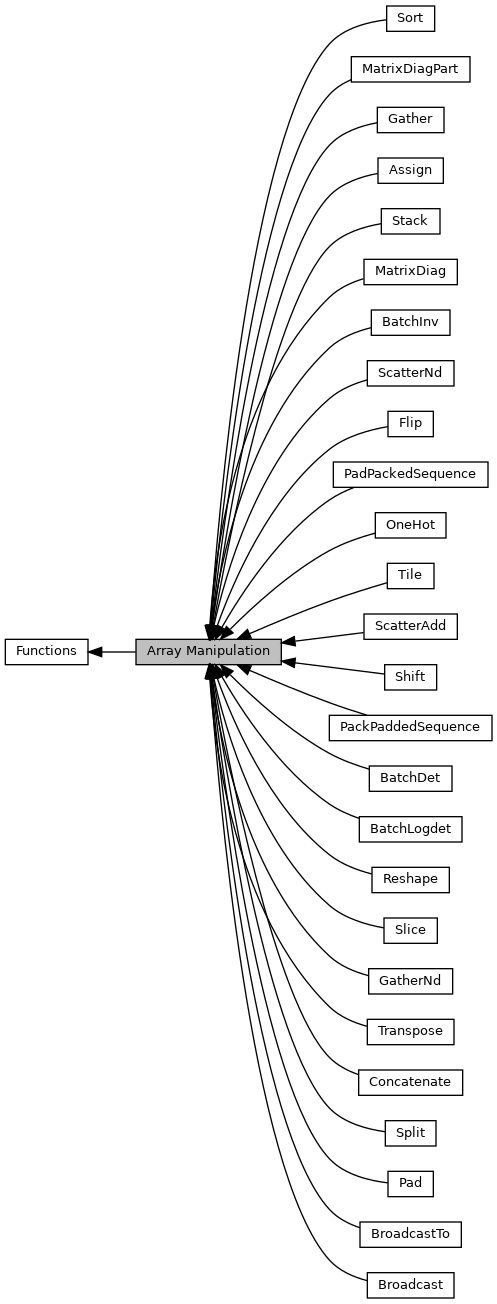 Sort
MatrixDiagPart
Gather
Assign
Stack
MatrixDiag
BatchInv
ScatterNd
Flip
PadPackedSequence
OneHot
Tile
ScatterAdd
Functions
Array Manipulation
Shift
PackPaddedSequence
BatchDet
BatchLogdet
Reshape
Slice
GatherNd
Transpose
Concatenate
Split
Pad
BroadcastTo
Broadcast